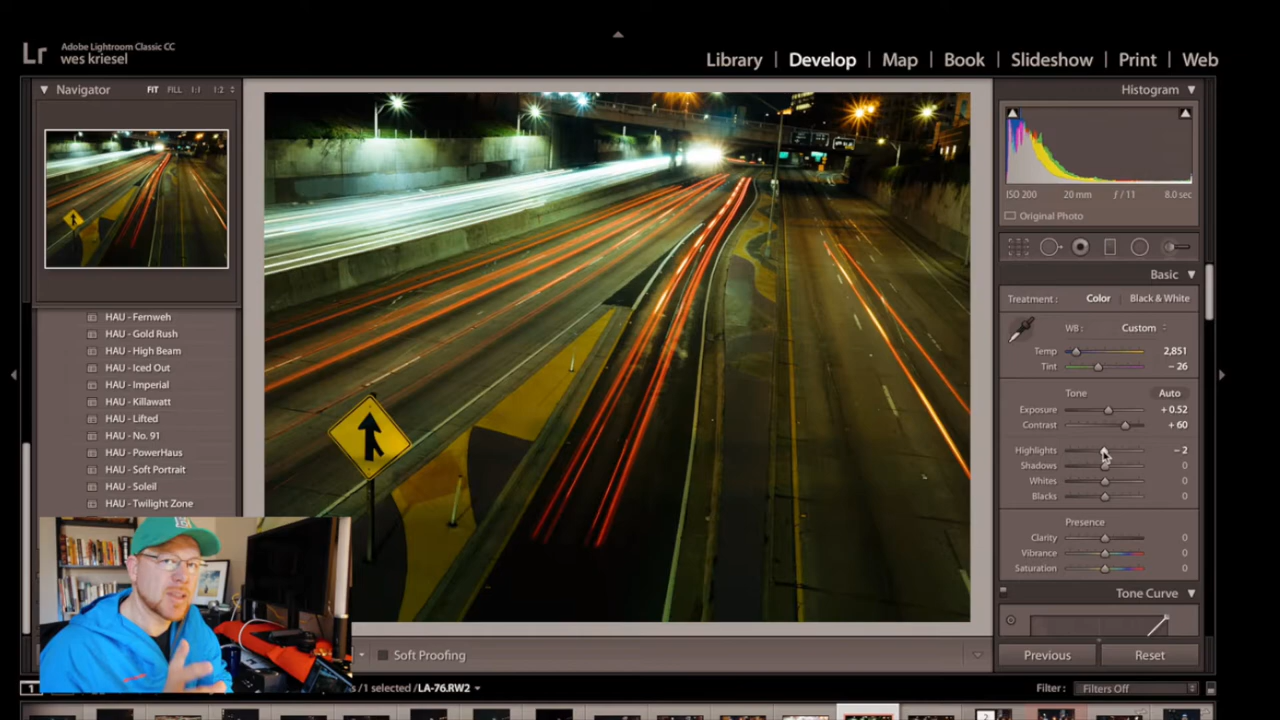 Lr
Adobe Lightroom Classic CC
wes kriesel
Library | Develop | Map | Book | Slideshow | Print | Web
Navigator FIT FILL 1:1 1:2
Histogram
ISO 200 20 mm ƒ / 11 8.0 sec
Original Photo
Basic
Treatment : Color Black & White
WB : Custom
Temp 2,851
Tint − 26
Tone Auto
Exposure + 0.52
Contrast + 60
Highlights − 2
Shadows 0
Whites 0
Blacks 0
Presence
Clarity 0
Vibrance 0
Saturation 0
Tone Curve
HAU - Fernweh
HAU - Gold Rush
HAU - High Beam
HAU - Iced Out
HAU - Imperial
HAU - Killawatt
HAU - Lifted
HAU - No. 91
HAU - PowerHaus
HAU - Soft Portrait
HAU - Soleil
HAU - Twilight Zone
Soft Proofing
Previous Reset
1
/1 selected /LA-76.RW2
Filter : Filters Off
2